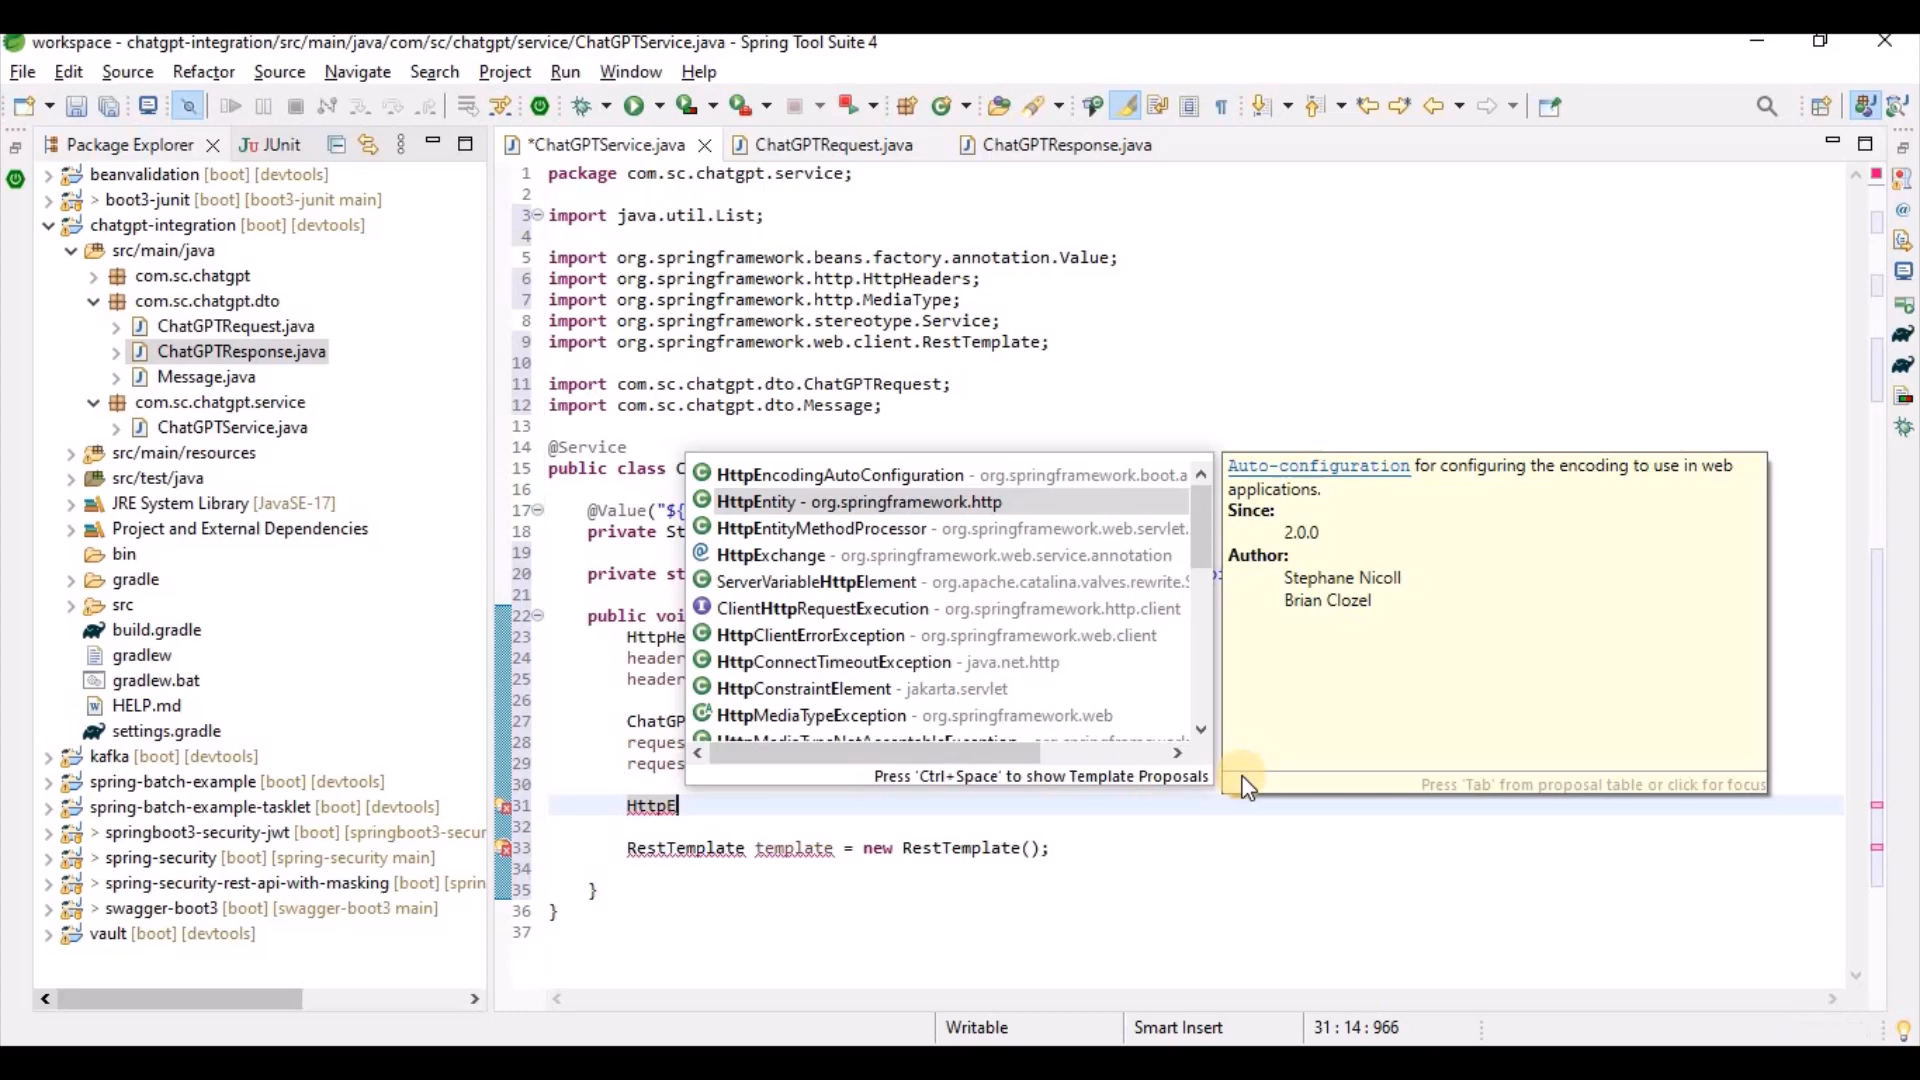 workspace - chatgpt-integration/src/main/java/com/sc/chatgpt/service/ChatGPTService.java - Spring Tool Suite 4
File Edit Source Refactor Source Navigate Search Project Run Window Help
Package Explorer JUnit
*ChatGPTService.java ChatGPTRequest.java ChatGPTResponse.java
beanvalidation [boot] [devtools]
> boot3-junit [boot] [boot3-junit main]
chatgpt-integration [boot] [devtools]
src/main/java
com.sc.chatgpt
com.sc.chatgpt.dto
ChatGPTRequest.java
ChatGPTResponse.java
Message.java
com.sc.chatgpt.service
ChatGPTService.java
src/main/resources
src/test/java
JRE System Library [JavaSE-17]
Project and External Dependencies
bin
gradle
src
build.gradle
gradlew
gradlew.bat
HELP.md
settings.gradle
kafka [boot] [devtools]
spring-batch-example [boot] [devtools]
spring-batch-example-tasklet [boot] [devtools]
> springboot3-security-jwt [boot] [springboot3-secur
> spring-security [boot] [spring-security main]
> spring-security-rest-api-with-masking [boot] [sprin
> swagger-boot3 [boot] [swagger-boot3 main]
vault [boot] [devtools]
1 package com.sc.chatgpt.service;
2
3 import java.util.List;
4
5 import org.springframework.beans.factory.annotation.Value;
6 import org.springframework.http.HttpHeaders;
7 import org.springframework.http.MediaType;
8 import org.springframework.stereotype.Service;
9 import org.springframework.web.client.RestTemplate;
10
11 import com.sc.chatgpt.dto.ChatGPTRequest;
12 import com.sc.chatgpt.dto.Message;
13
14 @Service
15 public class C
16
17 @Value("${
18 private St
19
20 private st
21
22 public voi
23 HttpHe
24 header
25 header
26
27 ChatGP
28 reques
29 reques
30
31 HttpE
32
33 RestTemplate template = new RestTemplate();
34
35 }
36 }
37
HttpEncodingAutoConfiguration - org.springframework.boot.a
HttpEntity - org.springframework.http
HttpEntityMethodProcessor - org.springframework.web.servlet.
HttpExchange - org.springframework.web.service.annotation
ServerVariableHttpElement - org.apache.catalina.valves.rewrite.S
ClientHttpRequestExecution - org.springframework.http.client
HttpClientErrorException - org.springframework.web.client
HttpConnectTimeoutException - java.net.http
HttpConstraintElement - jakarta.servlet
HttpMediaTypeException - org.springframework.web
Press 'Ctrl+Space' to show Template Proposals
Auto-configuration for configuring the encoding to use in web
applications.
Since:
2.0.0
Author:
Stephane Nicoll
Brian Clozel
Press 'Tab' from proposal table or click for focus
Writable Smart Insert 31 : 14 : 966